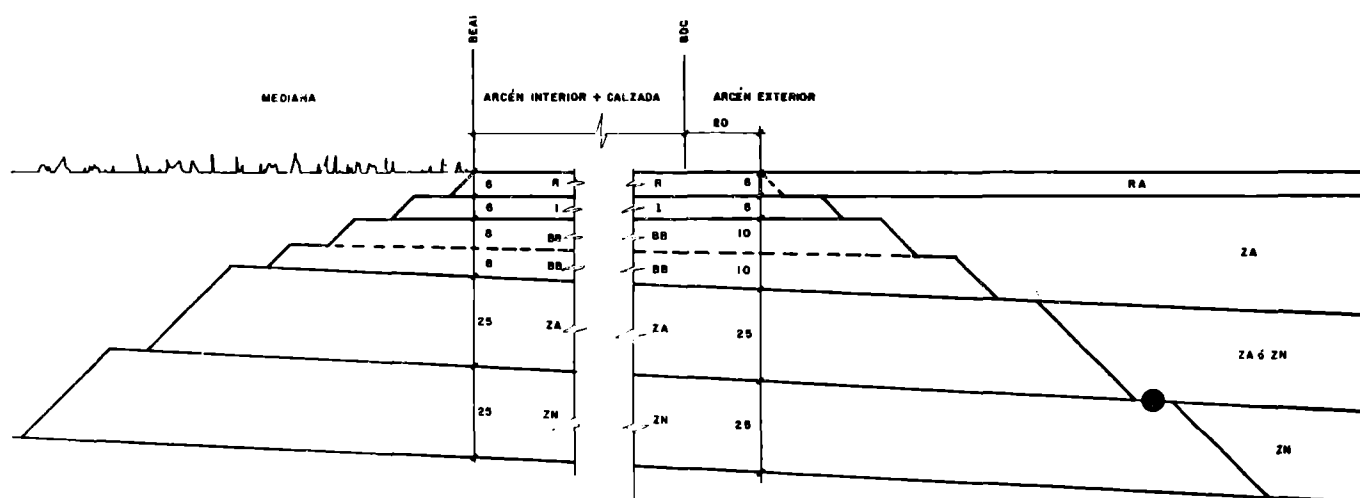 BEAI
BDC
MEDIANA
ARCÉN INTERIOR + CALZADA
ARCÉN EXTERIOR
20
6 R R 6 RA
6 I I 6
8 BB BB 10 ZA
8 BB BB 10
25 ZA ZA 25 ZA ó ZN
25 ZN ZN 25 ZN